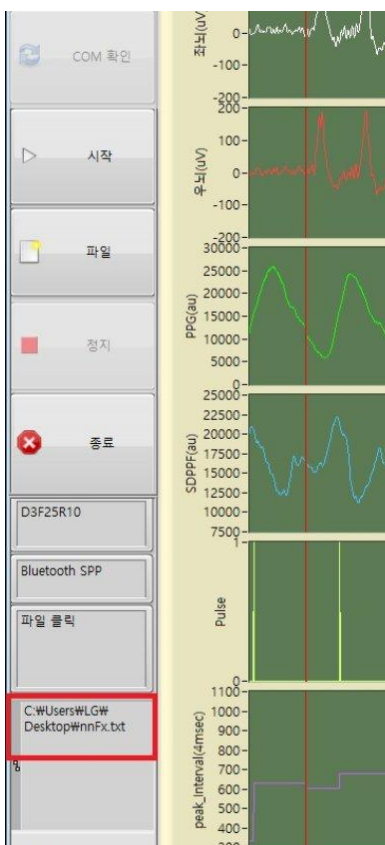 COM 확인
시작
파일
정지
종료
D3F25R10
Bluetooth SPP
파일 클릭
C:₩Users₩LG₩
Desktop₩nnFx.txt
좌뇌(uV)
0-
-100-
-200-
우뇌(uV)
200-
100-
0-
-100-
-200-
PPG(au)
30000-
25000-
20000-
15000-
10000-
5000-
0-
SDPPF(au)
25000-
22500-
20000-
17500-
15000-
12500-
10000-
7500-
Pulse
1-
0-
peak_Interval(4msec)
1100-
1000-
900-
800-
700-
600-
500-
400-